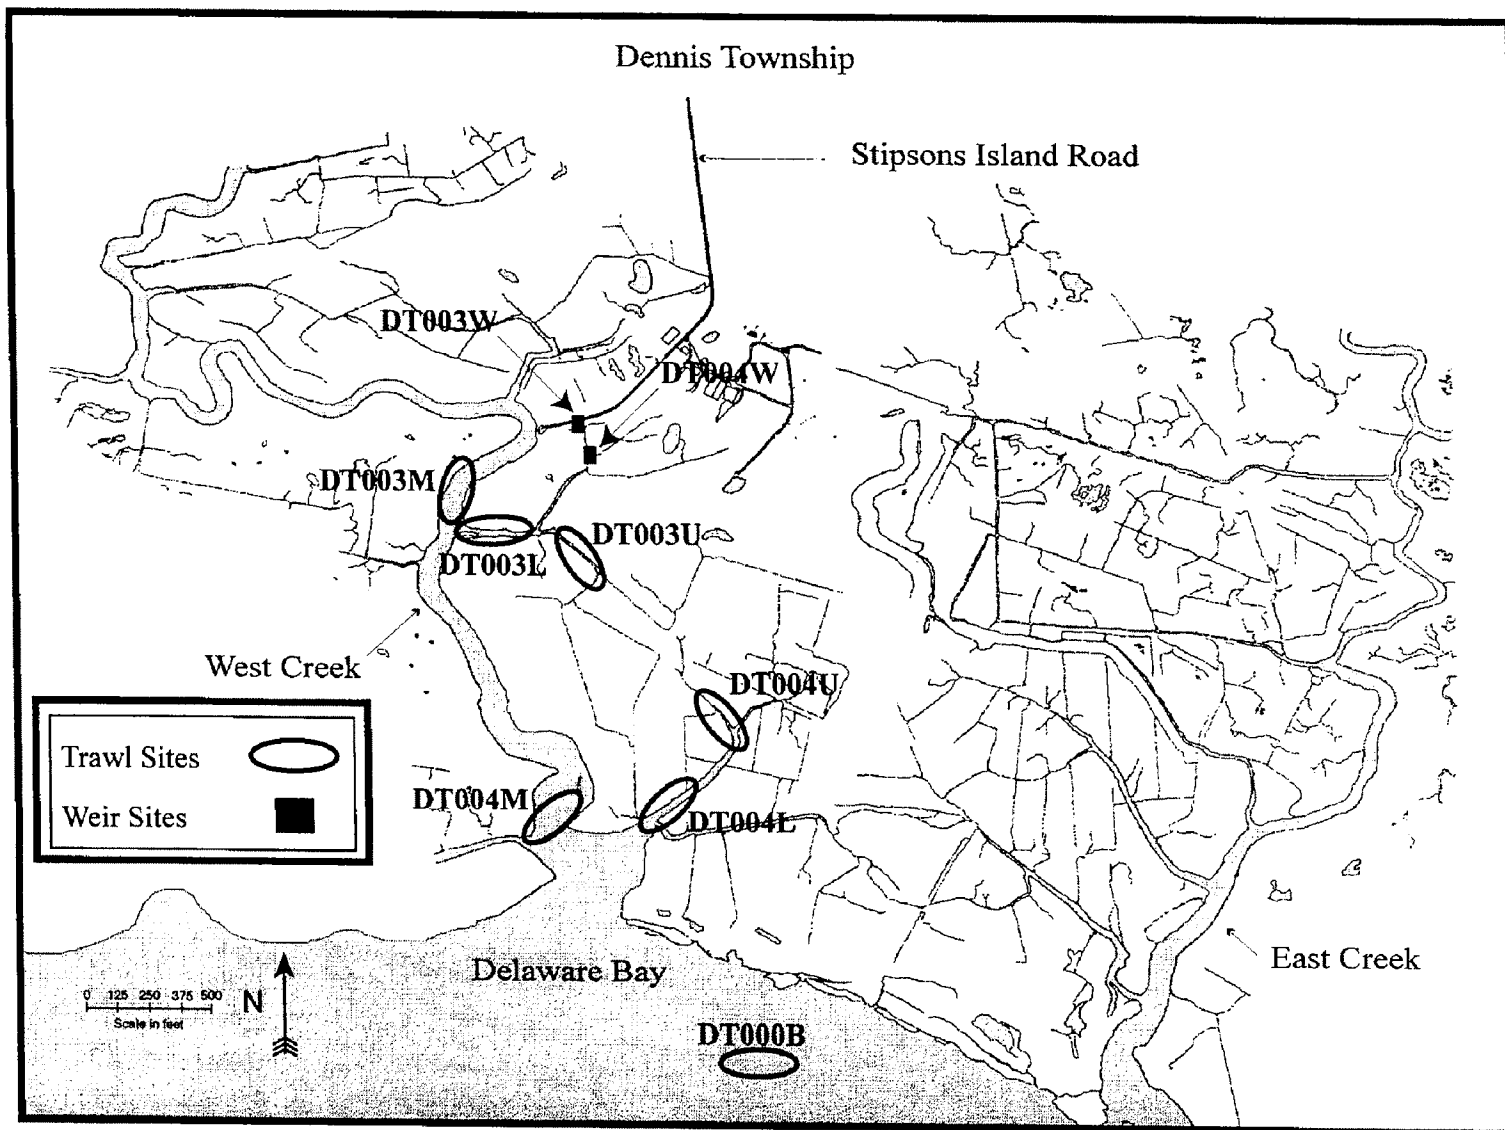 Dennis Township
Stipsons Island Road
DT003W
DT004W
DT003M
DT003U
DT003L
West Creek
DT004U
Trawl Sites
Weir Sites
DT004M
DT004L
Delaware Bay
East Creek
0 125 250 375 500
Scale in feet
N
DT000B